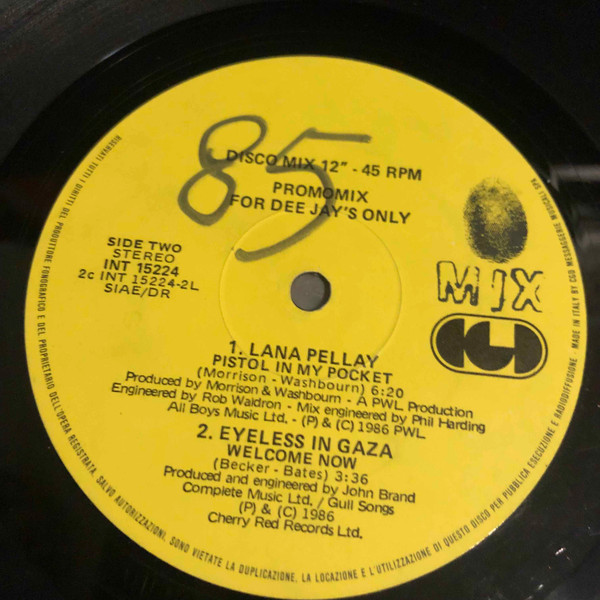 85
DISCO MIX 12" - 45 RPM
PROMOMIX
FOR DEE JAY'S ONLY
SIDE TWO
STEREO
INT 15224
2c INT 15224-2L
SIAE/DR
MIX
CGD
1. LANA PELLAY
PISTOL IN MY POCKET
(Morrison - Washbourn) 6:20
Produced by Morrison & Washbourn - A PWL Production
Engineered by Rob Waldron - Mix engineered by Phil Harding
All Boys Music Ltd. - (P) & (C) 1986 PWL
2. EYELESS IN GAZA
WELCOME NOW
(Becker - Bates) 3:36
Produced and engineered by John Brand
Complete Music Ltd. / Gull Songs
(P) & (C) 1986
Cherry Red Records Ltd.
RISERVATI TUTTI I DIRITTI DEL PRODUTTORE FONOGRAFICO E DEL PROPRIETARIO DELL'OPERA REGISTRATA. SALVO AUTORIZZAZIONI, SONO VIETATE LA DUPLICAZIONE, LA LOCAZIONE E L'UTILIZZAZIONE DI QUESTO DISCO PER PUBBLICA ESECUZIONE E RADIODIFFUSIONE - MADE IN ITALY BY CGD MESSAGGERIE MUSICALI SPA